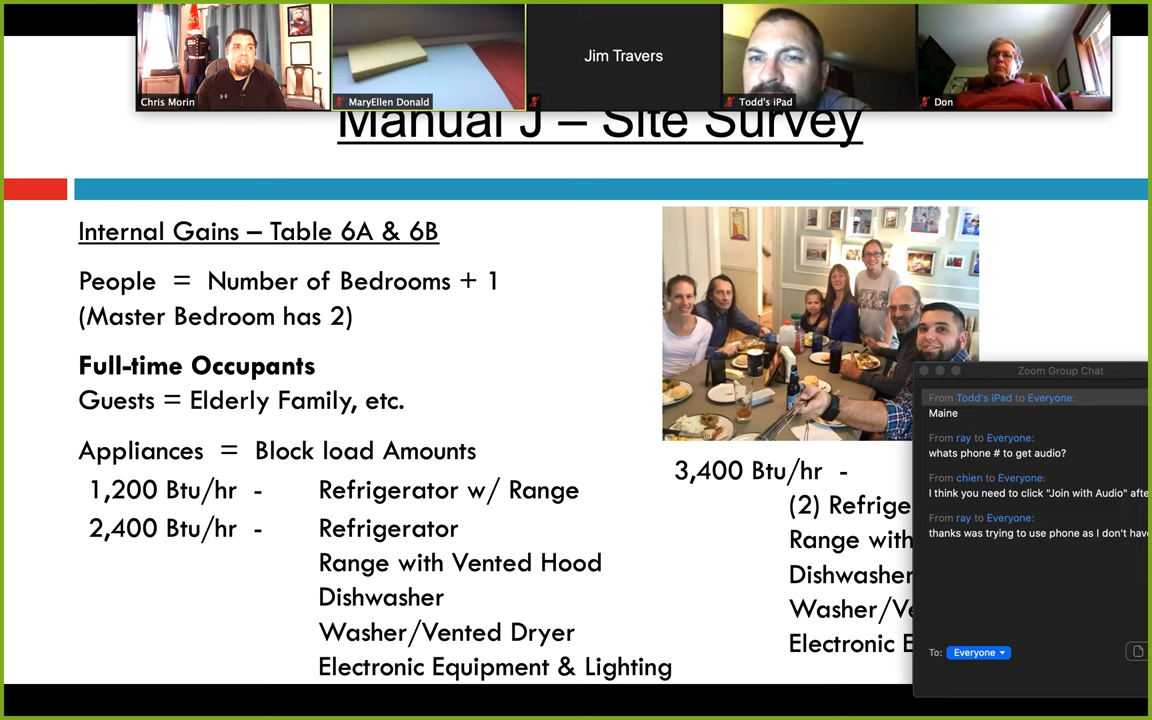 Chris Morin
MaryEllen Donald
Jim Travers
Todd's iPad
Don
Manual J – Site Survey
Internal Gains – Table 6A & 6B
People = Number of Bedrooms + 1
(Master Bedroom has 2)
Full-time Occupants
Guests = Elderly Family, etc.
Appliances = Block load Amounts
1,200 Btu/hr - Refrigerator w/ Range
2,400 Btu/hr - Refrigerator
Range with Vented Hood
Dishwasher
Washer/Vented Dryer
Electronic Equipment & Lighting
3,400 Btu/hr -
(2) Refrige
Range with
Dishwasher
Washer/Ve
Electronic E
Zoom Group Chat
From Todd's iPad to Everyone:
Maine
From ray to Everyone:
whats phone # to get audio?
From chien to Everyone:
I think you need to click "Join with Audio" afte
From ray to Everyone:
thanks was trying to use phone as I don't hav
To: Everyone